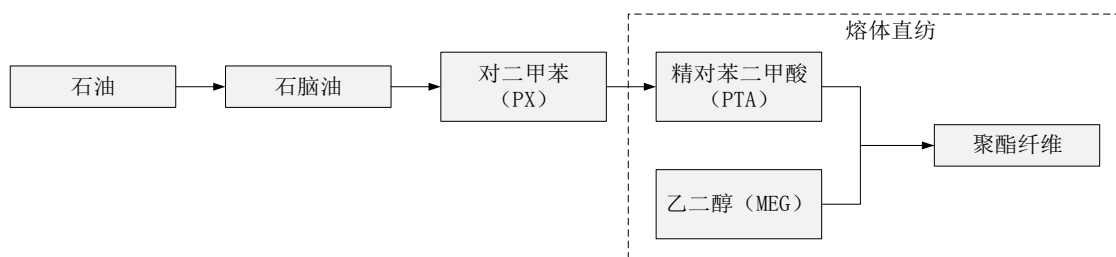 熔体直纺
石油
石脑油
对二甲苯
（PX）
精对苯二甲酸
（PTA）
聚酯纤维
乙二醇（MEG）